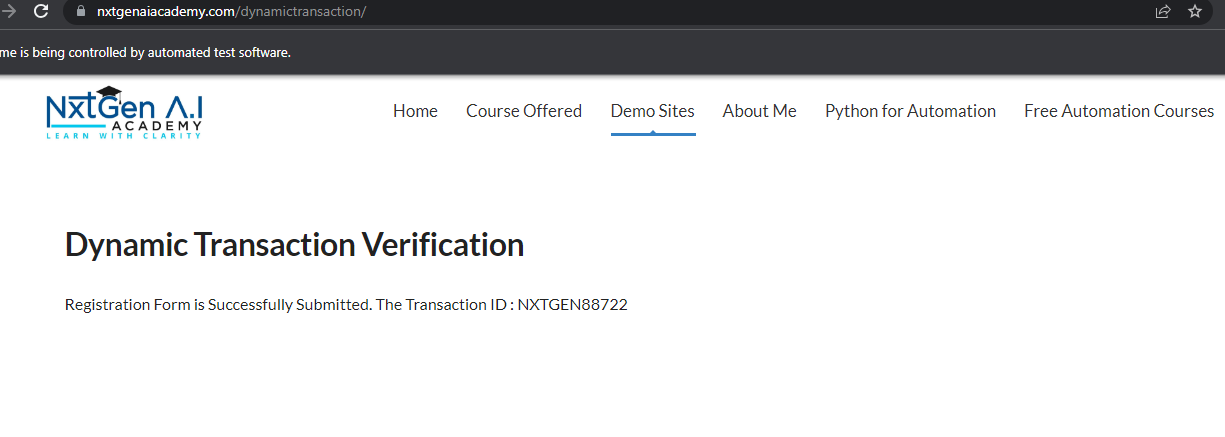 nxtgenaiacademy.com/dynamictransaction/
me is being controlled by automated test software.
NxtGen A.I
ACADEMY
LEARN WITH CLARITY
Home Course Offered Demo Sites About Me Python for Automation Free Automation Courses
Dynamic Transaction Verification
Registration Form is Successfully Submitted. The Transaction ID : NXTGEN88722